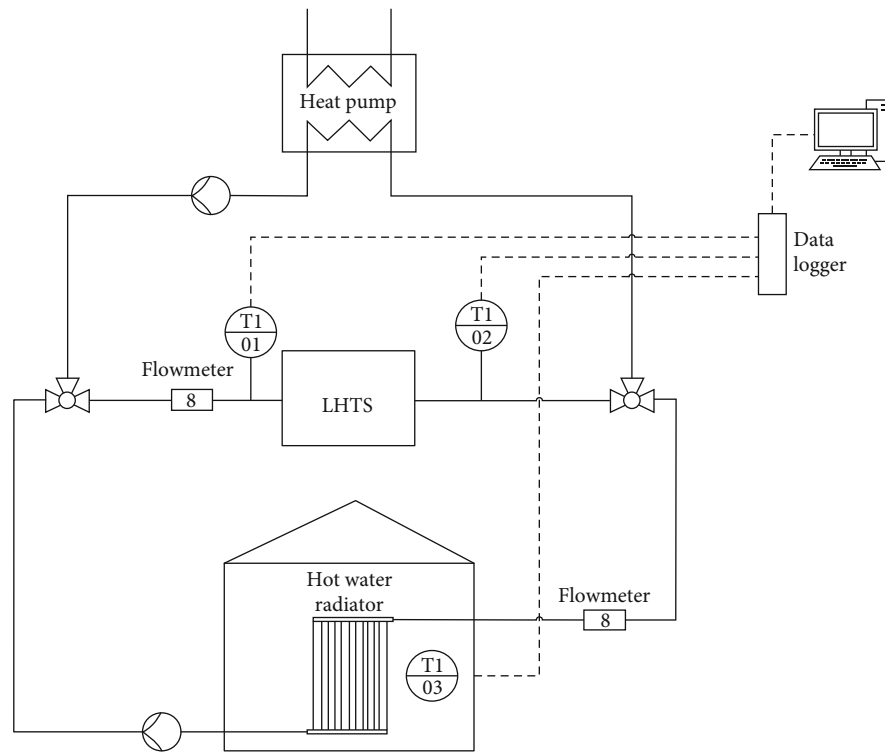 Heat pump
Data
logger
T1
01
T1
02
Flowmeter
8
LHTS
Hot water
radiator
Flowmeter
8
T1
03